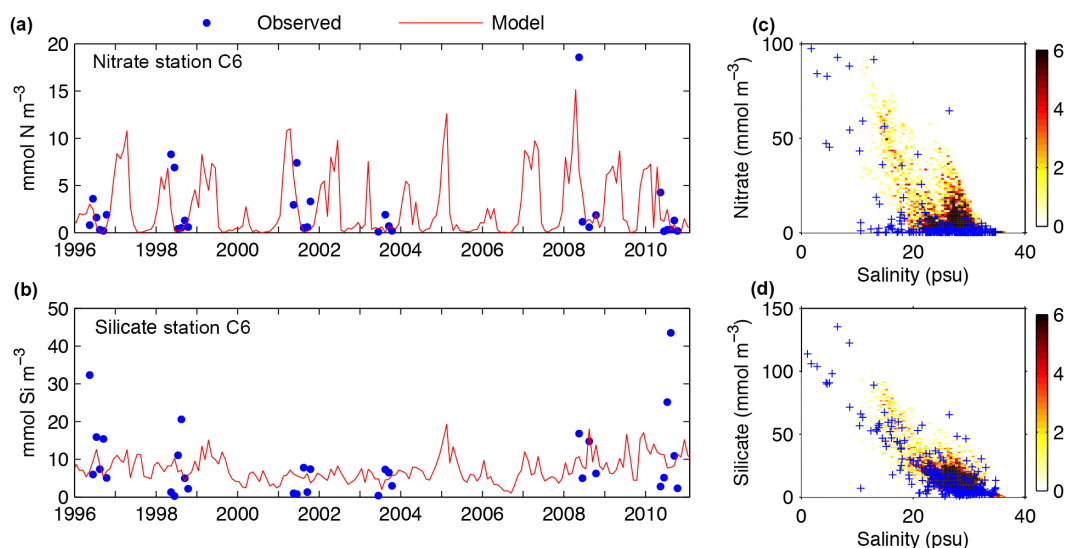 (a) Observed Model
Nitrate station C6
mmol N m−3
20
15
10
5
0
1996 1998 2000 2002 2004 2006 2008 2010
(b)
Silicate station C6
mmol Si m−3
50
40
30
20
10
0
1996 1998 2000 2002 2004 2006 2008 2010
(c)
Nitrate (mmol m−3)
100
50
0
0 20 40
Salinity (psu)
6
4
2
0
(d)
Silicate (mmol m−3)
150
100
50
0
0 20 40
Salinity (psu)
6
4
2
0